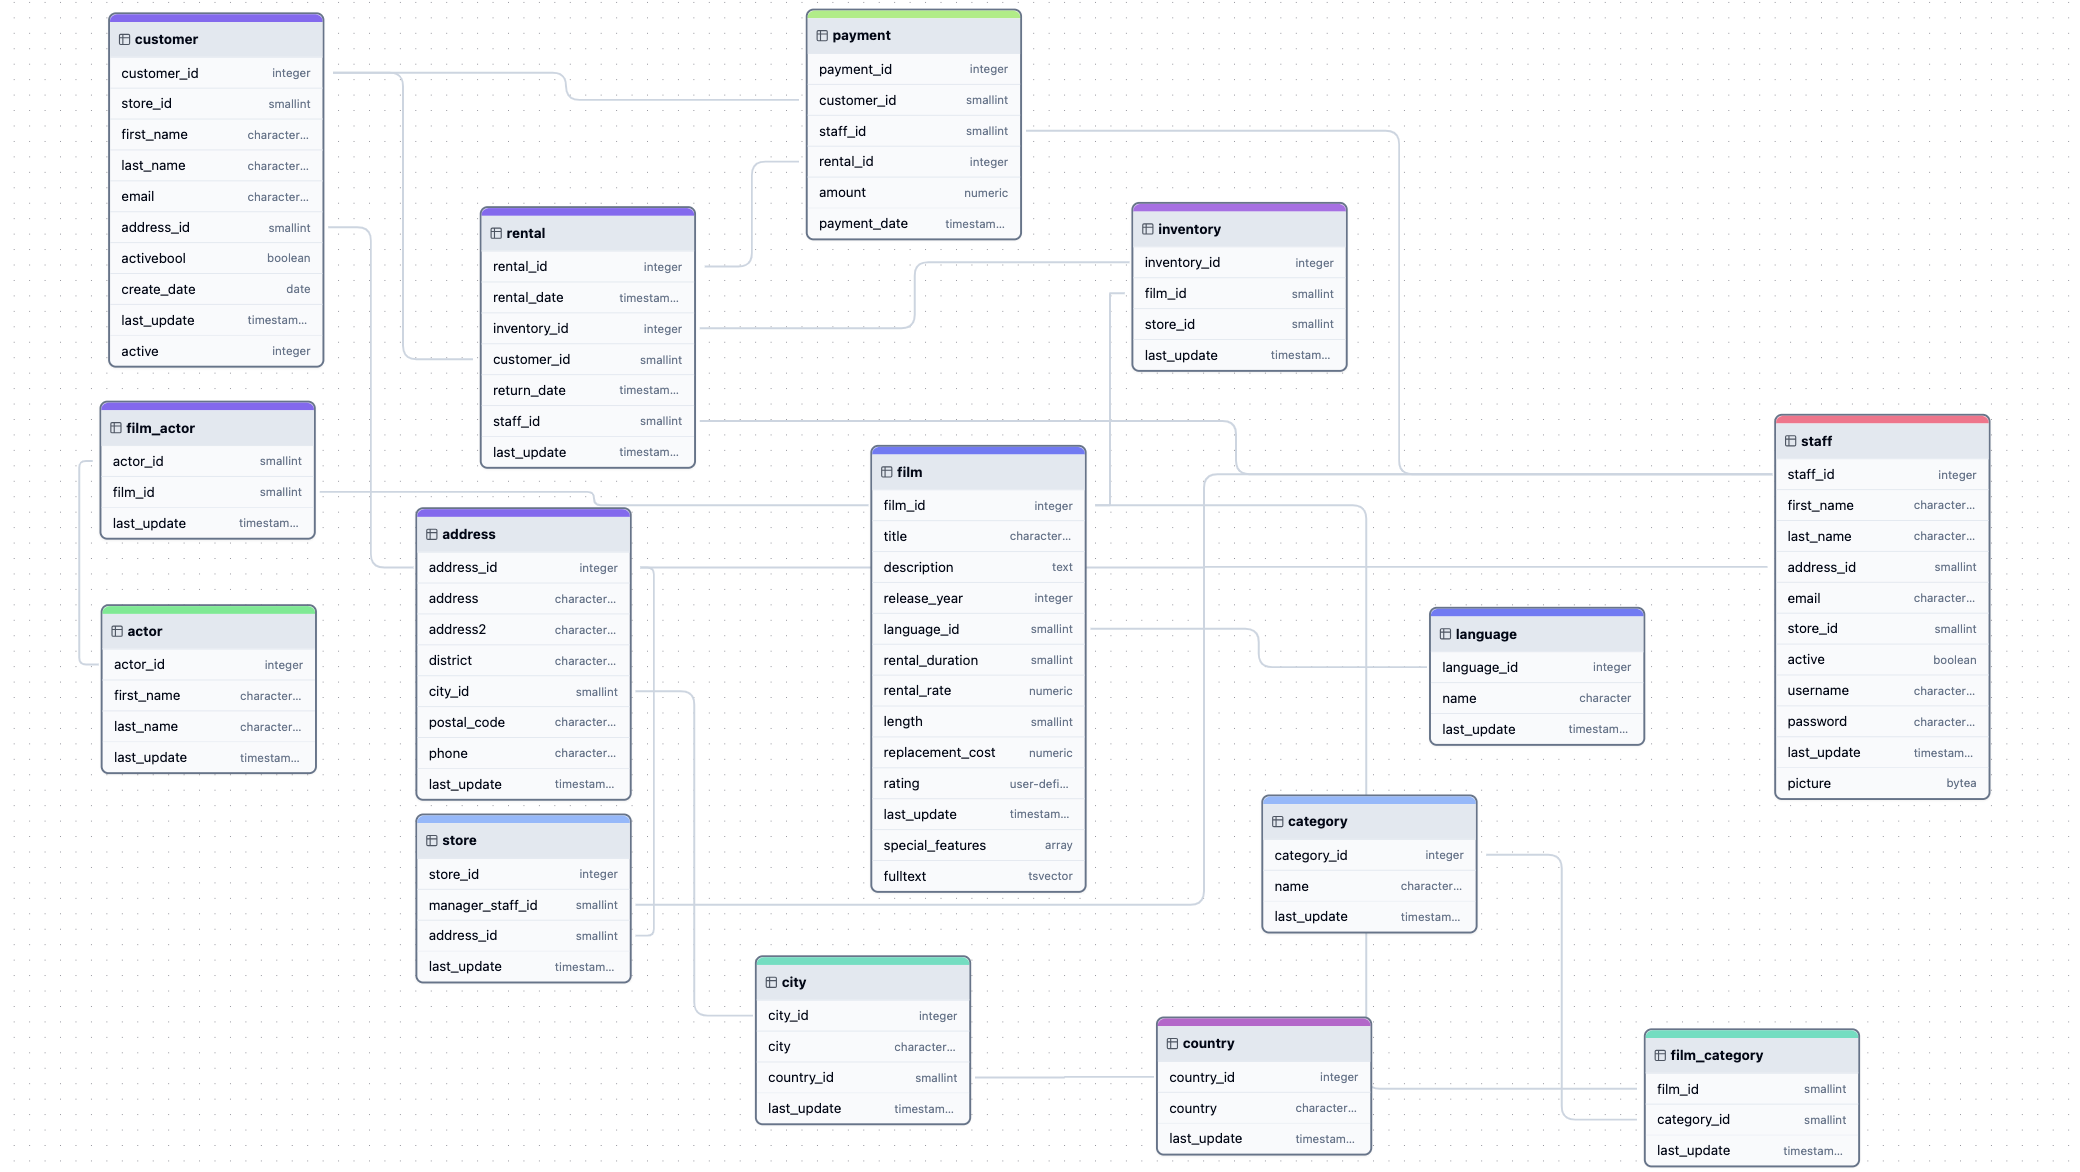 customer
customer_id integer
store_id smallint
first_name character...
last_name character...
email character...
address_id smallint
activebool boolean
create_date date
last_update timestam...
active integer
payment
payment_id integer
customer_id smallint
staff_id smallint
rental_id integer
amount numeric
payment_date timestam...
rental
rental_id integer
rental_date timestam...
inventory_id integer
customer_id smallint
return_date timestam...
staff_id smallint
last_update timestam...
inventory
inventory_id integer
film_id smallint
store_id smallint
last_update timestam...
film_actor
actor_id smallint
film_id smallint
last_update timestam...
staff
staff_id integer
first_name character...
last_name character...
address_id smallint
email character...
store_id smallint
active boolean
username character...
password character...
last_update timestam...
picture bytea
film
film_id integer
title character...
description text
release_year integer
language_id smallint
rental_duration smallint
rental_rate numeric
length smallint
replacement_cost numeric
rating user-defi...
last_update timestam...
special_features array
fulltext tsvector
address
address_id integer
address character...
address2 character...
district character...
city_id smallint
postal_code character...
phone character...
last_update timestam...
actor
actor_id integer
first_name character...
last_name character...
last_update timestam...
language
language_id integer
name character
last_update timestam...
store
store_id integer
manager_staff_id smallint
address_id smallint
last_update timestam...
category
category_id integer
name character...
last_update timestam...
city
city_id integer
city character...
country_id smallint
last_update timestam...
country
country_id integer
country character...
last_update timestam...
film_category
film_id smallint
category_id smallint
last_update timestam...